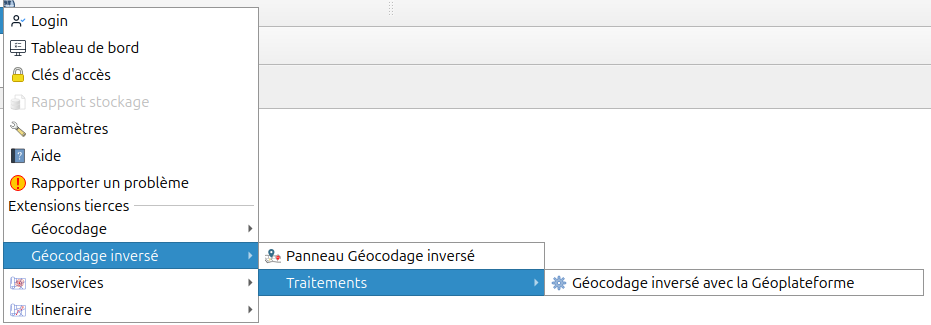 Login
Tableau de bord
Clés d'accès
Rapport stockage
Paramètres
Aide
Rapporter un problème
Extensions tierces
Géocodage
Géocodage inversé
Panneau Géocodage inversé
Isoservices
Traitements
Géocodage inversé avec la Géoplateforme
Itineraire